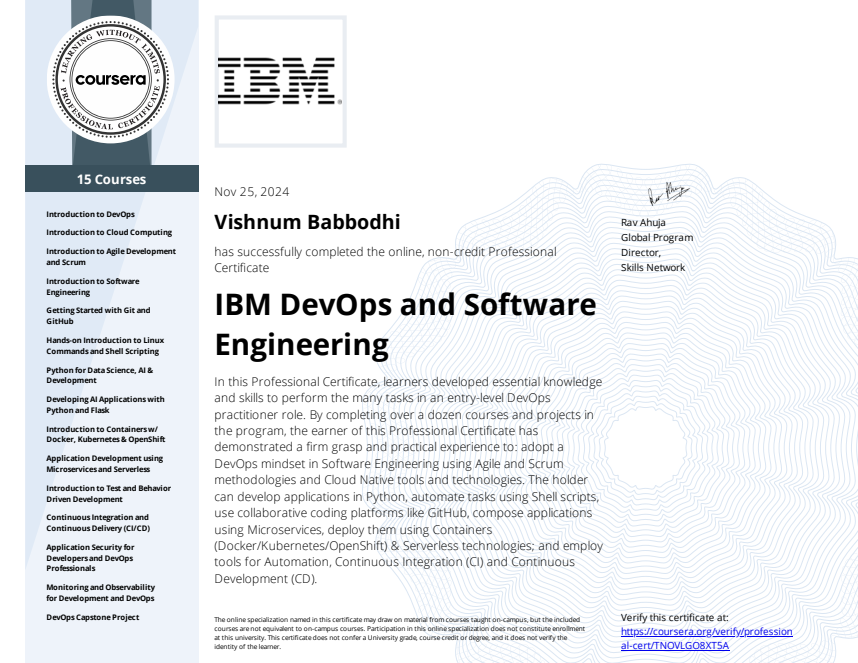 LEARNING WITHOUT LIMITS
coursera
PROFESSIONAL CERTIFICATE
IBM®
15 Courses
Introduction to DevOps
Introduction to Cloud Computing
Introduction to Agile Development
and Scrum
Introduction to Software
Engineering
Getting Started with Git and
GitHub
Hands-on Introduction to Linux
Commands and Shell Scripting
Python for Data Science, AI &
Development
Developing AI Applications with
Python and Flask
Introduction to Containers w/
Docker, Kubernetes & OpenShift
Application Development using
Microservices and Serverless
Introduction to Test and Behavior
Driven Development
Continuous Integration and
Continuous Delivery (CI/CD)
Application Security for
Developers and DevOps
Professionals
Monitoring and Observability
for Development and DevOps
DevOps Capstone Project
Nov 25, 2024
Vishnum Babbodhi
has successfully completed the online, non-credit Professional
Certificate
IBM DevOps and Software
Engineering
In this Professional Certificate, learners developed essential knowledge
and skills to perform the many tasks in an entry-level DevOps
practitioner role. By completing over a dozen courses and projects in
the program, the earner of this Professional Certificate has
demonstrated a firm grasp and practical experience to: adopt a
DevOps mindset in Software Engineering using Agile and Scrum
methodologies and Cloud Native tools and technologies. The holder
can develop applications in Python, automate tasks using Shell scripts,
use collaborative coding platforms like GitHub, compose applications
using Microservices, deploy them using Containers
(Docker/Kubernetes/OpenShift) & Serverless technologies; and employ
tools for Automation, Continuous Integration (CI) and Continuous
Development (CD).
The online specialization named in this certificate may draw on material from courses taught on-campus, but the included
courses are not equivalent to on-campus courses. Participation in this online specialization does not constitute enrollment
at this university. This certificate does not confer a University grade, course credit or degree, and it does not verify the
identity of the learner.
Rav Ahuja
Rav Ahuja
Global Program
Director,
Skills Network
Verify this certificate at:
https://coursera.org/verify/profession
al-cert/TNOVLGO8XT5A